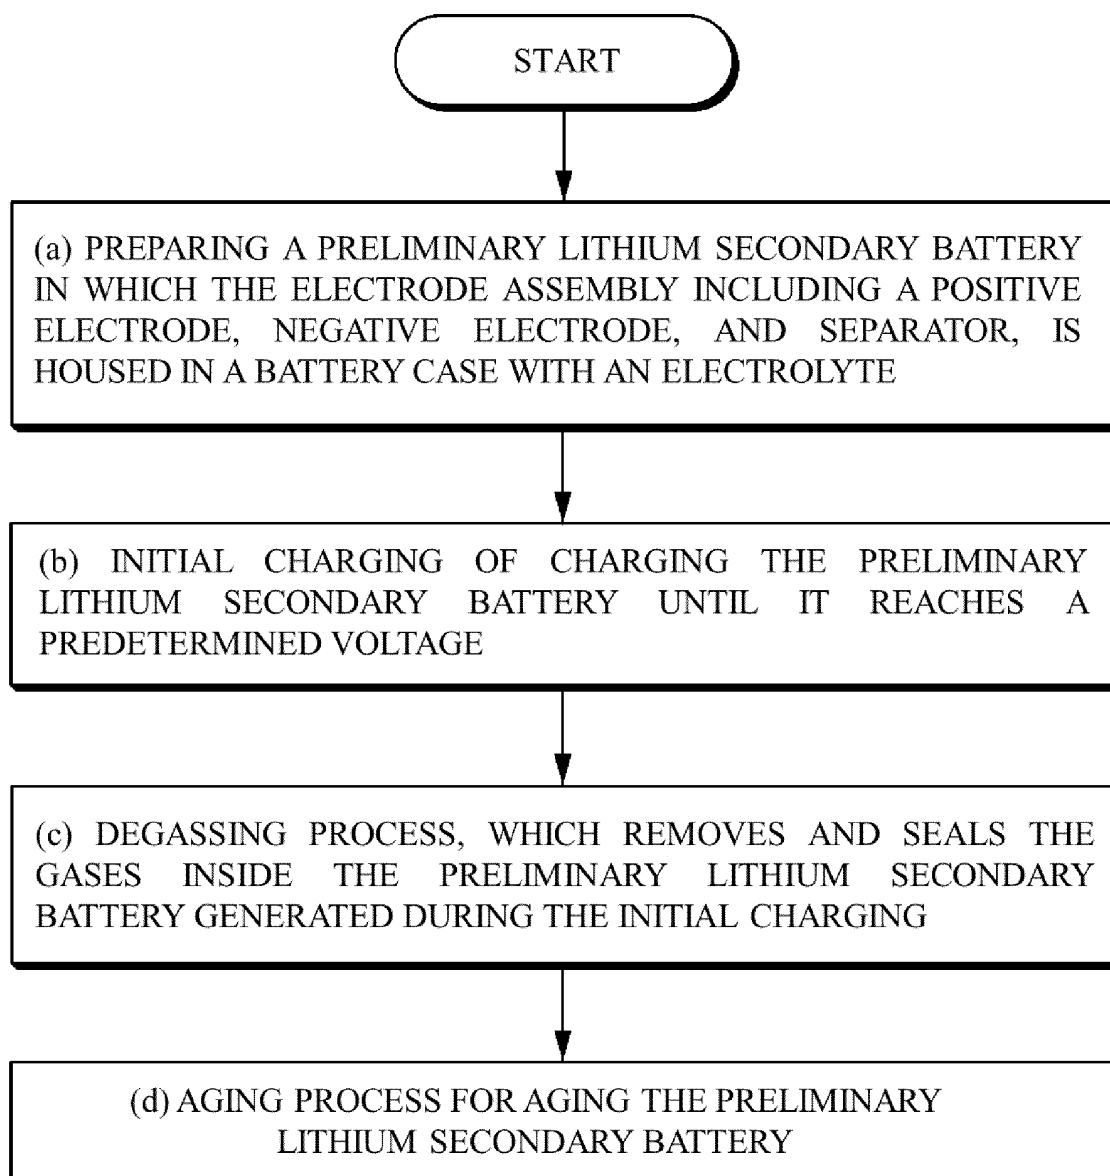 START
(a) PREPARING A PRELIMINARY LITHIUM SECONDARY BATTERY
IN WHICH THE ELECTRODE ASSEMBLY INCLUDING A POSITIVE
ELECTRODE, NEGATIVE ELECTRODE, AND SEPARATOR, IS
HOUSED IN A BATTERY CASE WITH AN ELECTROLYTE
(b) INITIAL CHARGING OF CHARGING THE PRELIMINARY
LITHIUM SECONDARY BATTERY UNTIL IT REACHES A
PREDETERMINED VOLTAGE
(c) DEGASSING PROCESS, WHICH REMOVES AND SEALS THE
GASES INSIDE THE PRELIMINARY LITHIUM SECONDARY
BATTERY GENERATED DURING THE INITIAL CHARGING
(d) AGING PROCESS FOR AGING THE PRELIMINARY
LITHIUM SECONDARY BATTERY